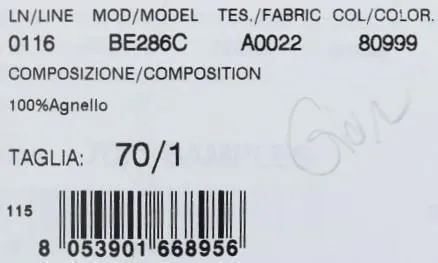 LN/LINE MOD/MODEL TES./FABRIC COL/COLOR.
0116 BE286C A0022 80999
COMPOSIZIONE/COMPOSITION
100%Agnello
TAGLIA: 70/1
115
8 053901 668956